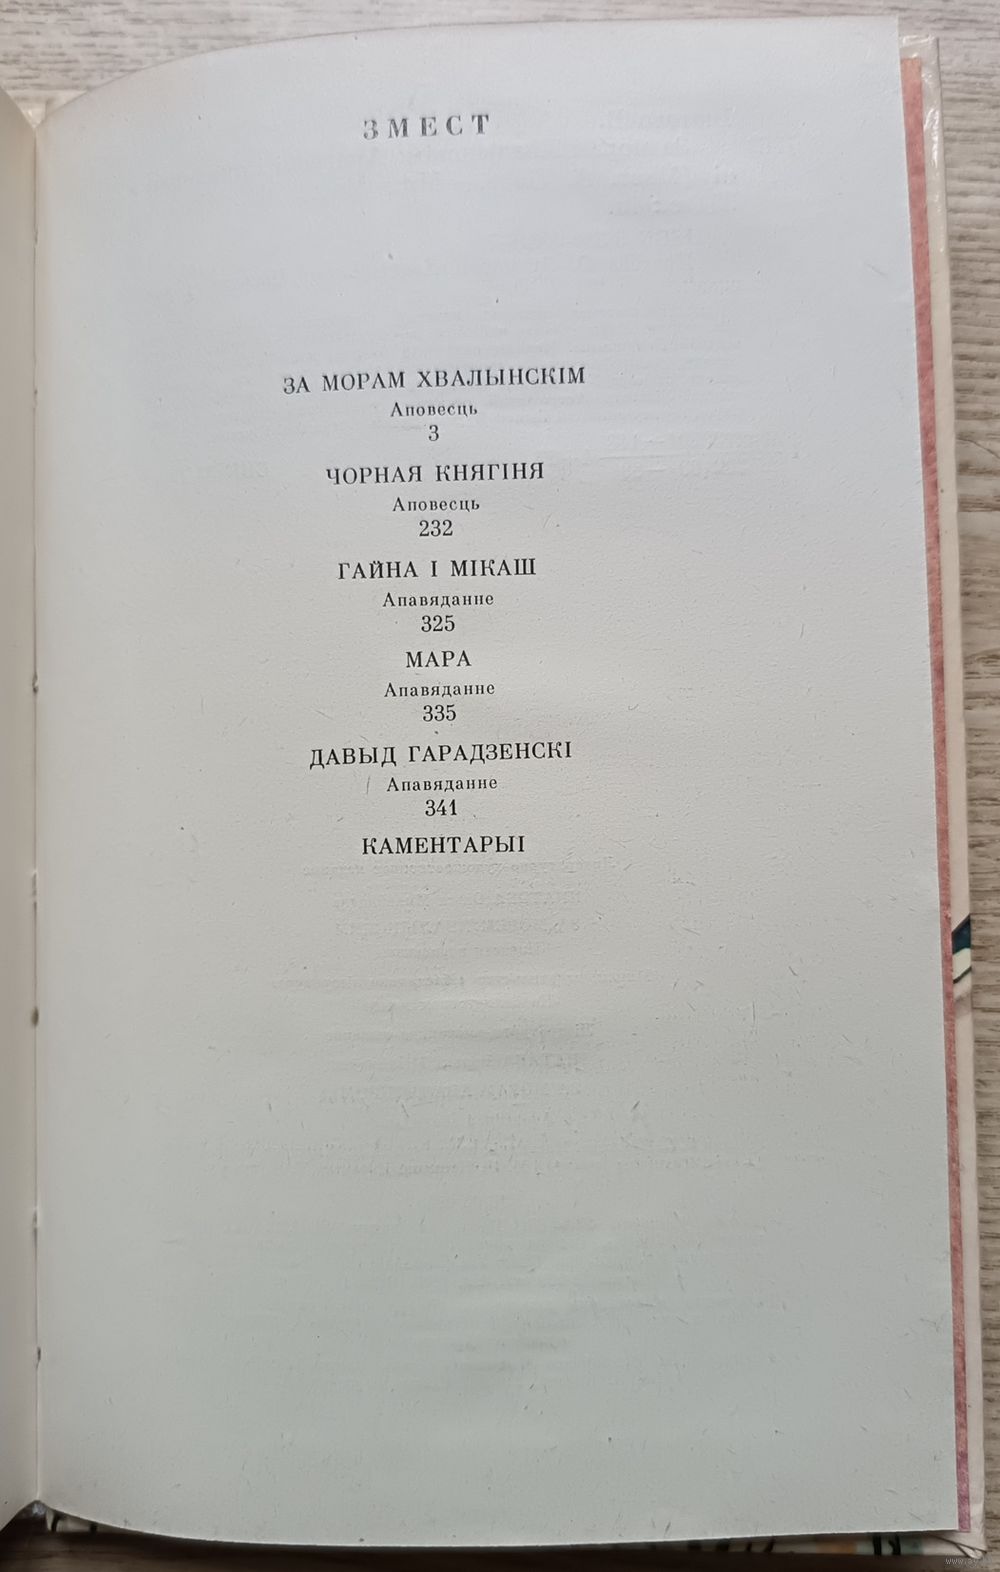 ЗМЕСТ
ЗА МОРАМ ХВАЛЫНСКІМ
Аповесць
3
ЧОРНАЯ КНЯГІНЯ
Аповесць
232
ГАЙНА І МІКАШ
Апавяданне
325
МАРА
Апавяданне
335
ДАВЫД ГАРАДЗЕНСКІ
Апавяданне
341
КАМЕНТАРЫІ